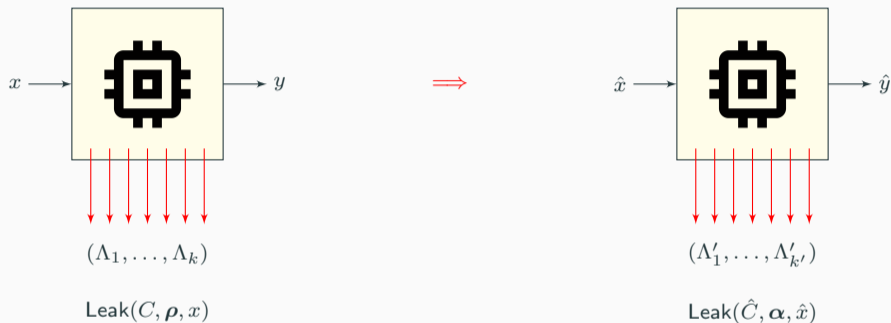 x y ⟹ x̂ ŷ
(Λ₁, . . . , Λₖ) (Λ′₁, . . . , Λ′ₖ′)
Leak(C, ρ, x) Leak(Ĉ, α, x̂)